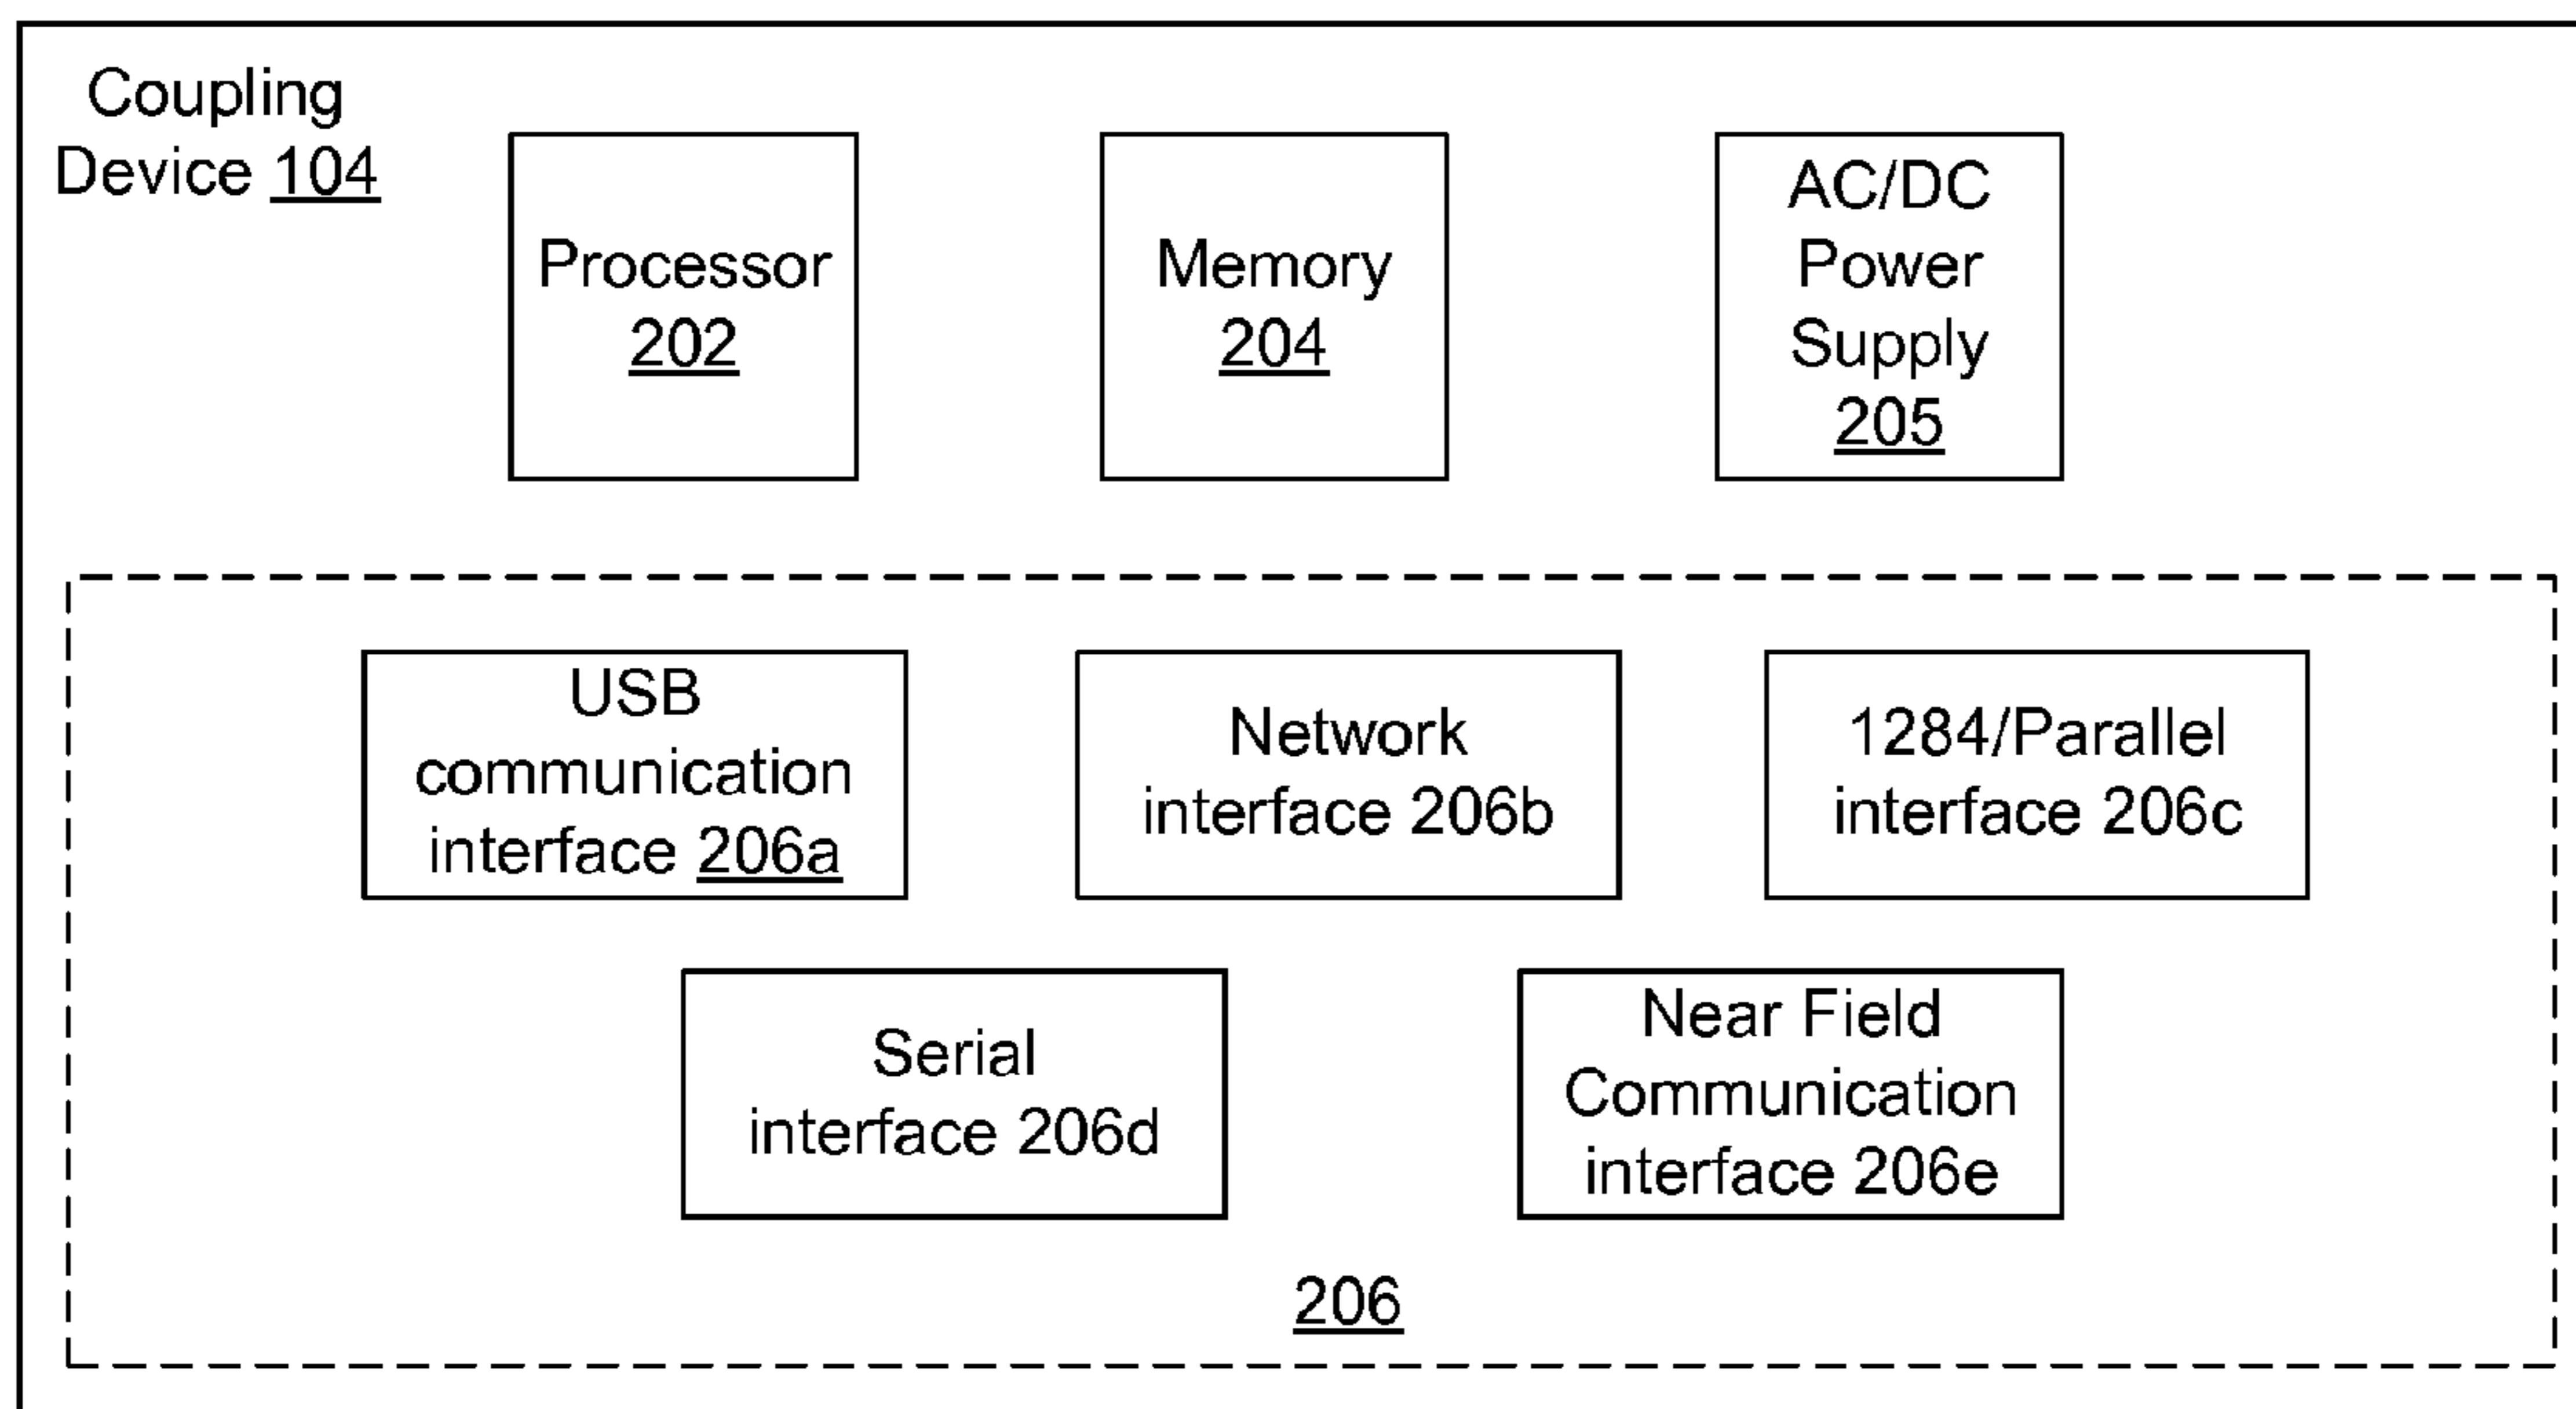 Coupling
Device 104
Processor
202
Memory
204
AC/DC
Power
Supply
205
USB
communication
interface 206a
Network
interface 206b
1284/Parallel
interface 206c
Serial
interface 206d
Near Field
Communication
interface 206e
206